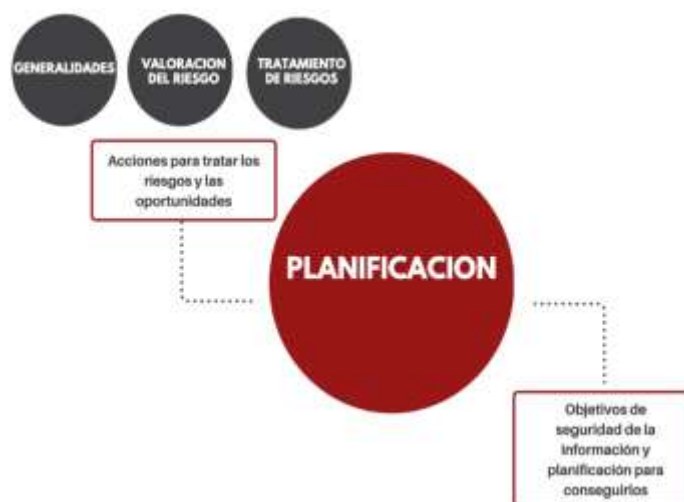 GENERALIDADES
VALORACION
DEL RIESGO
TRATAMIENTO
DE RIESGOS
Acciones para tratar los
riesgos y las
oportunidades
PLANIFICACION
Objetivos de
seguridad de la
información y
planificación para
conseguirlos